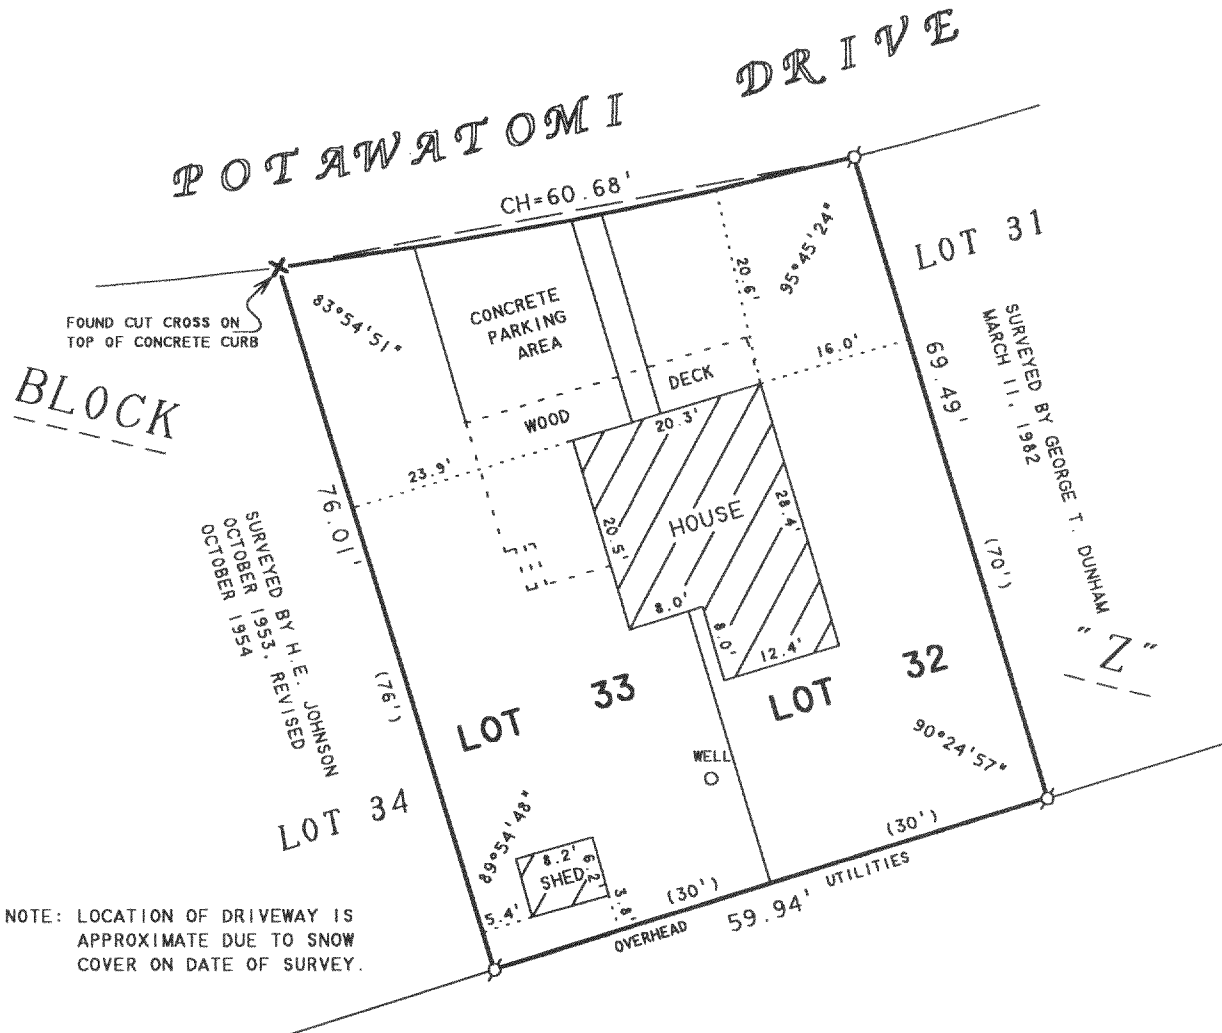 POTAWATOMI DRIVE
CH=60.68'
LOT 31
95°45'24"
20.6'
83°54'51"
CONCRETE
PARKING
AREA
FOUND CUT CROSS ON
TOP OF CONCRETE CURB
BLOCK
WOOD DECK
16.0'
20.3'
23.9'
69.49'
SURVEYED BY GEORGE T. DUNHAM
MARCH 11, 1982
76.01'
HOUSE
28.4'
20.5'
8.0'
8.0'
12.4'
(70')
"Z"
SURVEYED BY H.E. JOHNSON
OCTOBER 1953, REVISED
OCTOBER 1954
(76')
LOT 33
LOT 32
WELL
90°24'57"
LOT 34
89°54'48"
8.2'
6.2'
SHED
5.4'
3.8'
(30')
(30')
OVERHEAD UTILITIES
59.94'
NOTE: LOCATION OF DRIVEWAY IS
APPROXIMATE DUE TO SNOW
COVER ON DATE OF SURVEY.